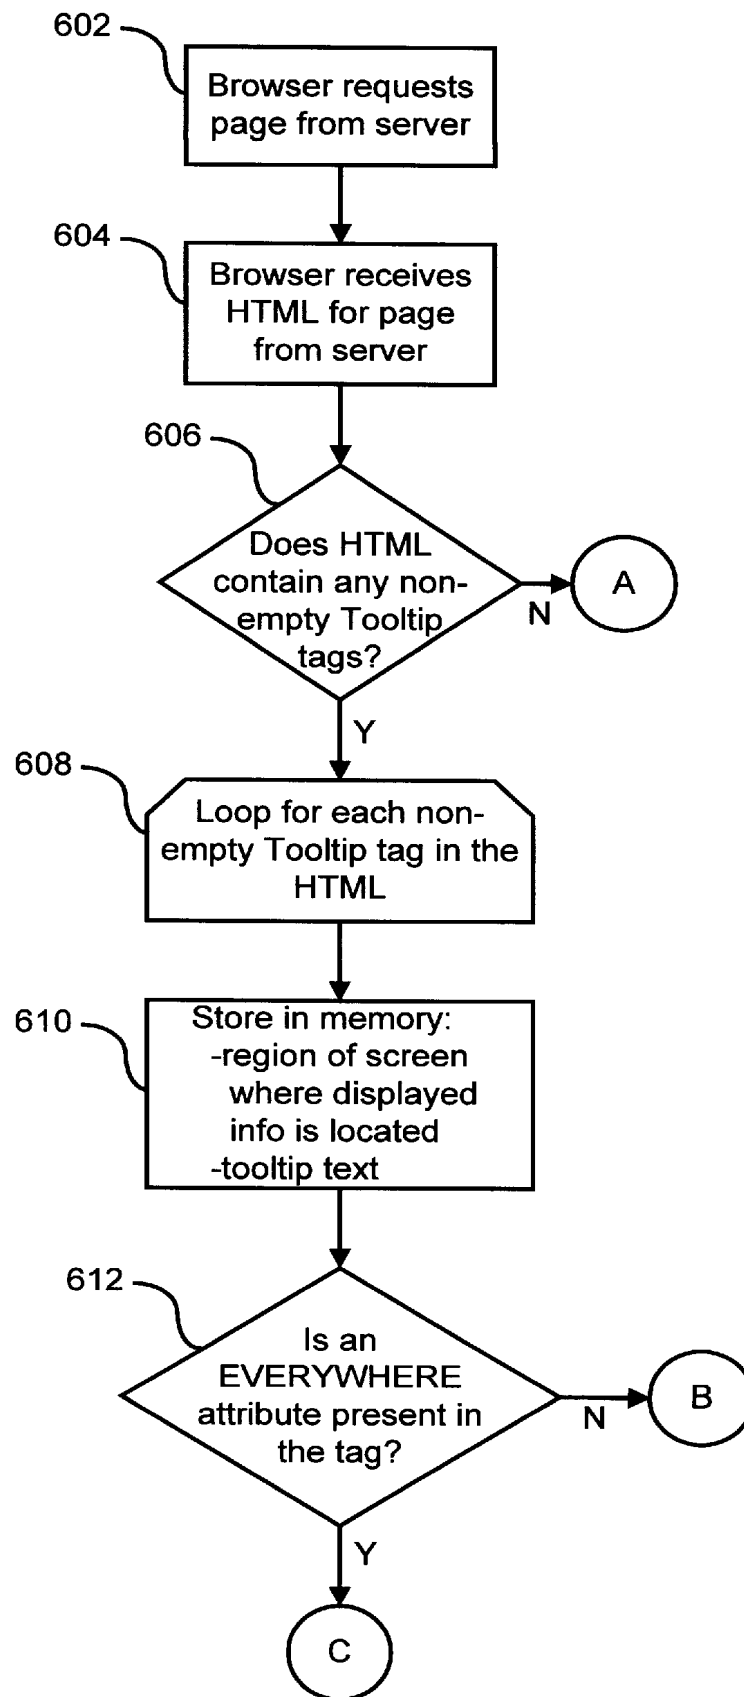 602
Browser requests
page from server
604
Browser receives
HTML for page
from server
606
Does HTML
contain any non-
empty Tooltip
tags?
N
A
Y
608
Loop for each non-
empty Tooltip tag in the
HTML
610
Store in memory:
-region of screen
where displayed
info is located
-tooltip text
612
Is an
EVERYWHERE
attribute present in
the tag?
N
B
Y
C